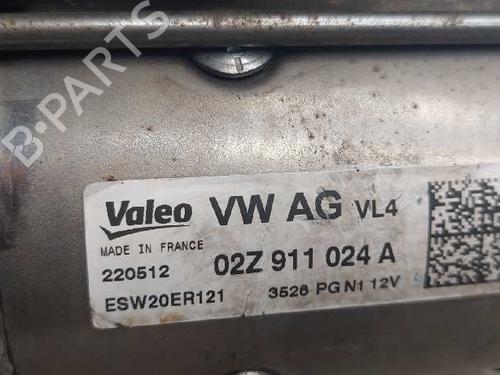 B-PARTS
Valeo VW AG VL4
MADE IN FRANCE
220512 02Z 911 024 A
ESW20ER121 3526 PG N1 12V